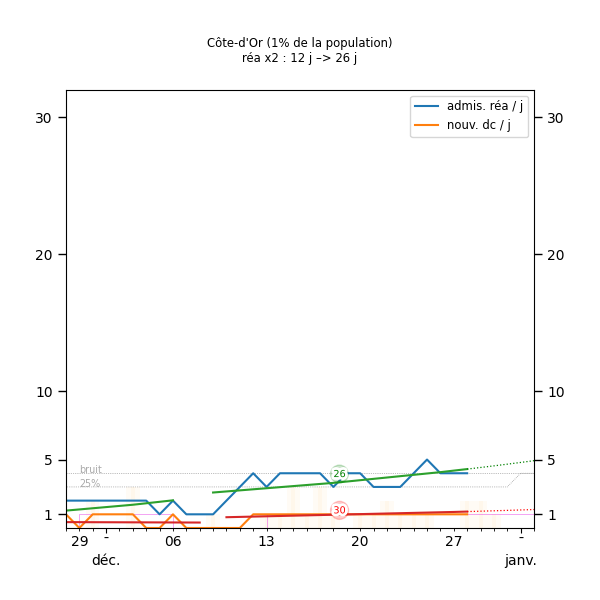 Côte-d'Or (1% de la population)
réa x2 : 12 j –> 26 j
admis. réa / j
nouv. dc / j
30 30
20 20
10 10
5 5
1 1
bruit
25%
26
30
29 - 06 13 20 27 -
déc. janv.